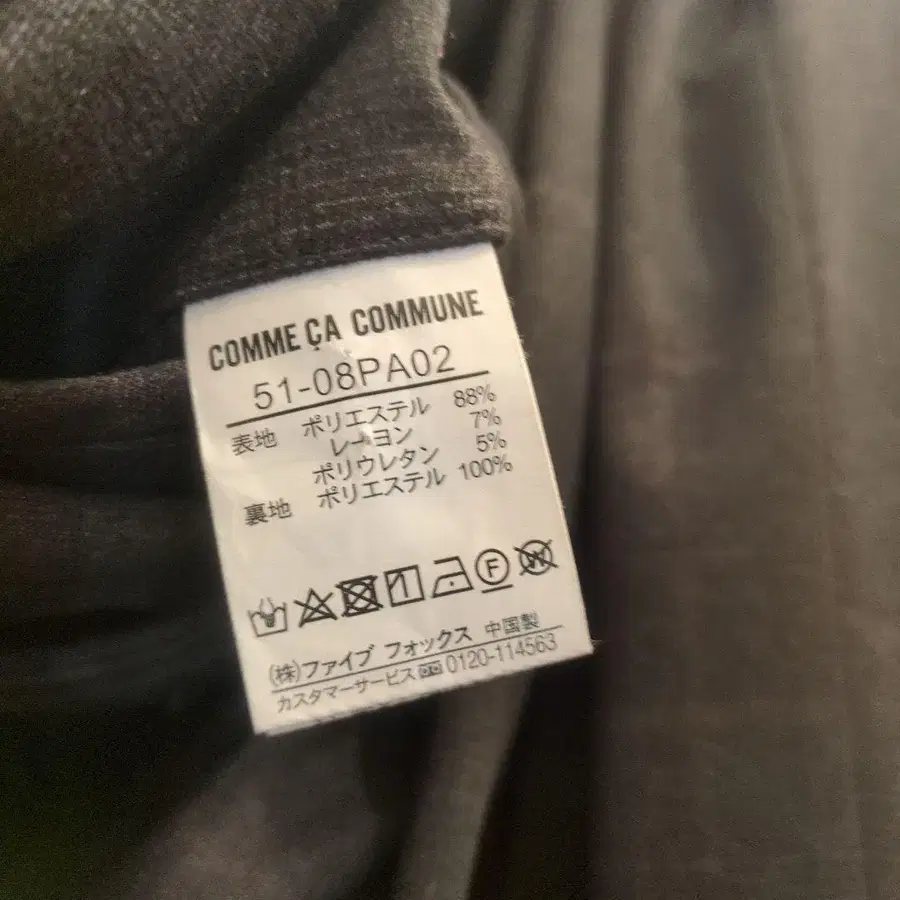 COMME ÇA COMMUNE
51-08PA02
表地 ポリエステル 88%
レーヨン 7%
ポリウレタン 5%
裏地 ポリエステル 100%
F W
(株)ファイブ フォックス 中国製
カスタマーサービス 0120-114563